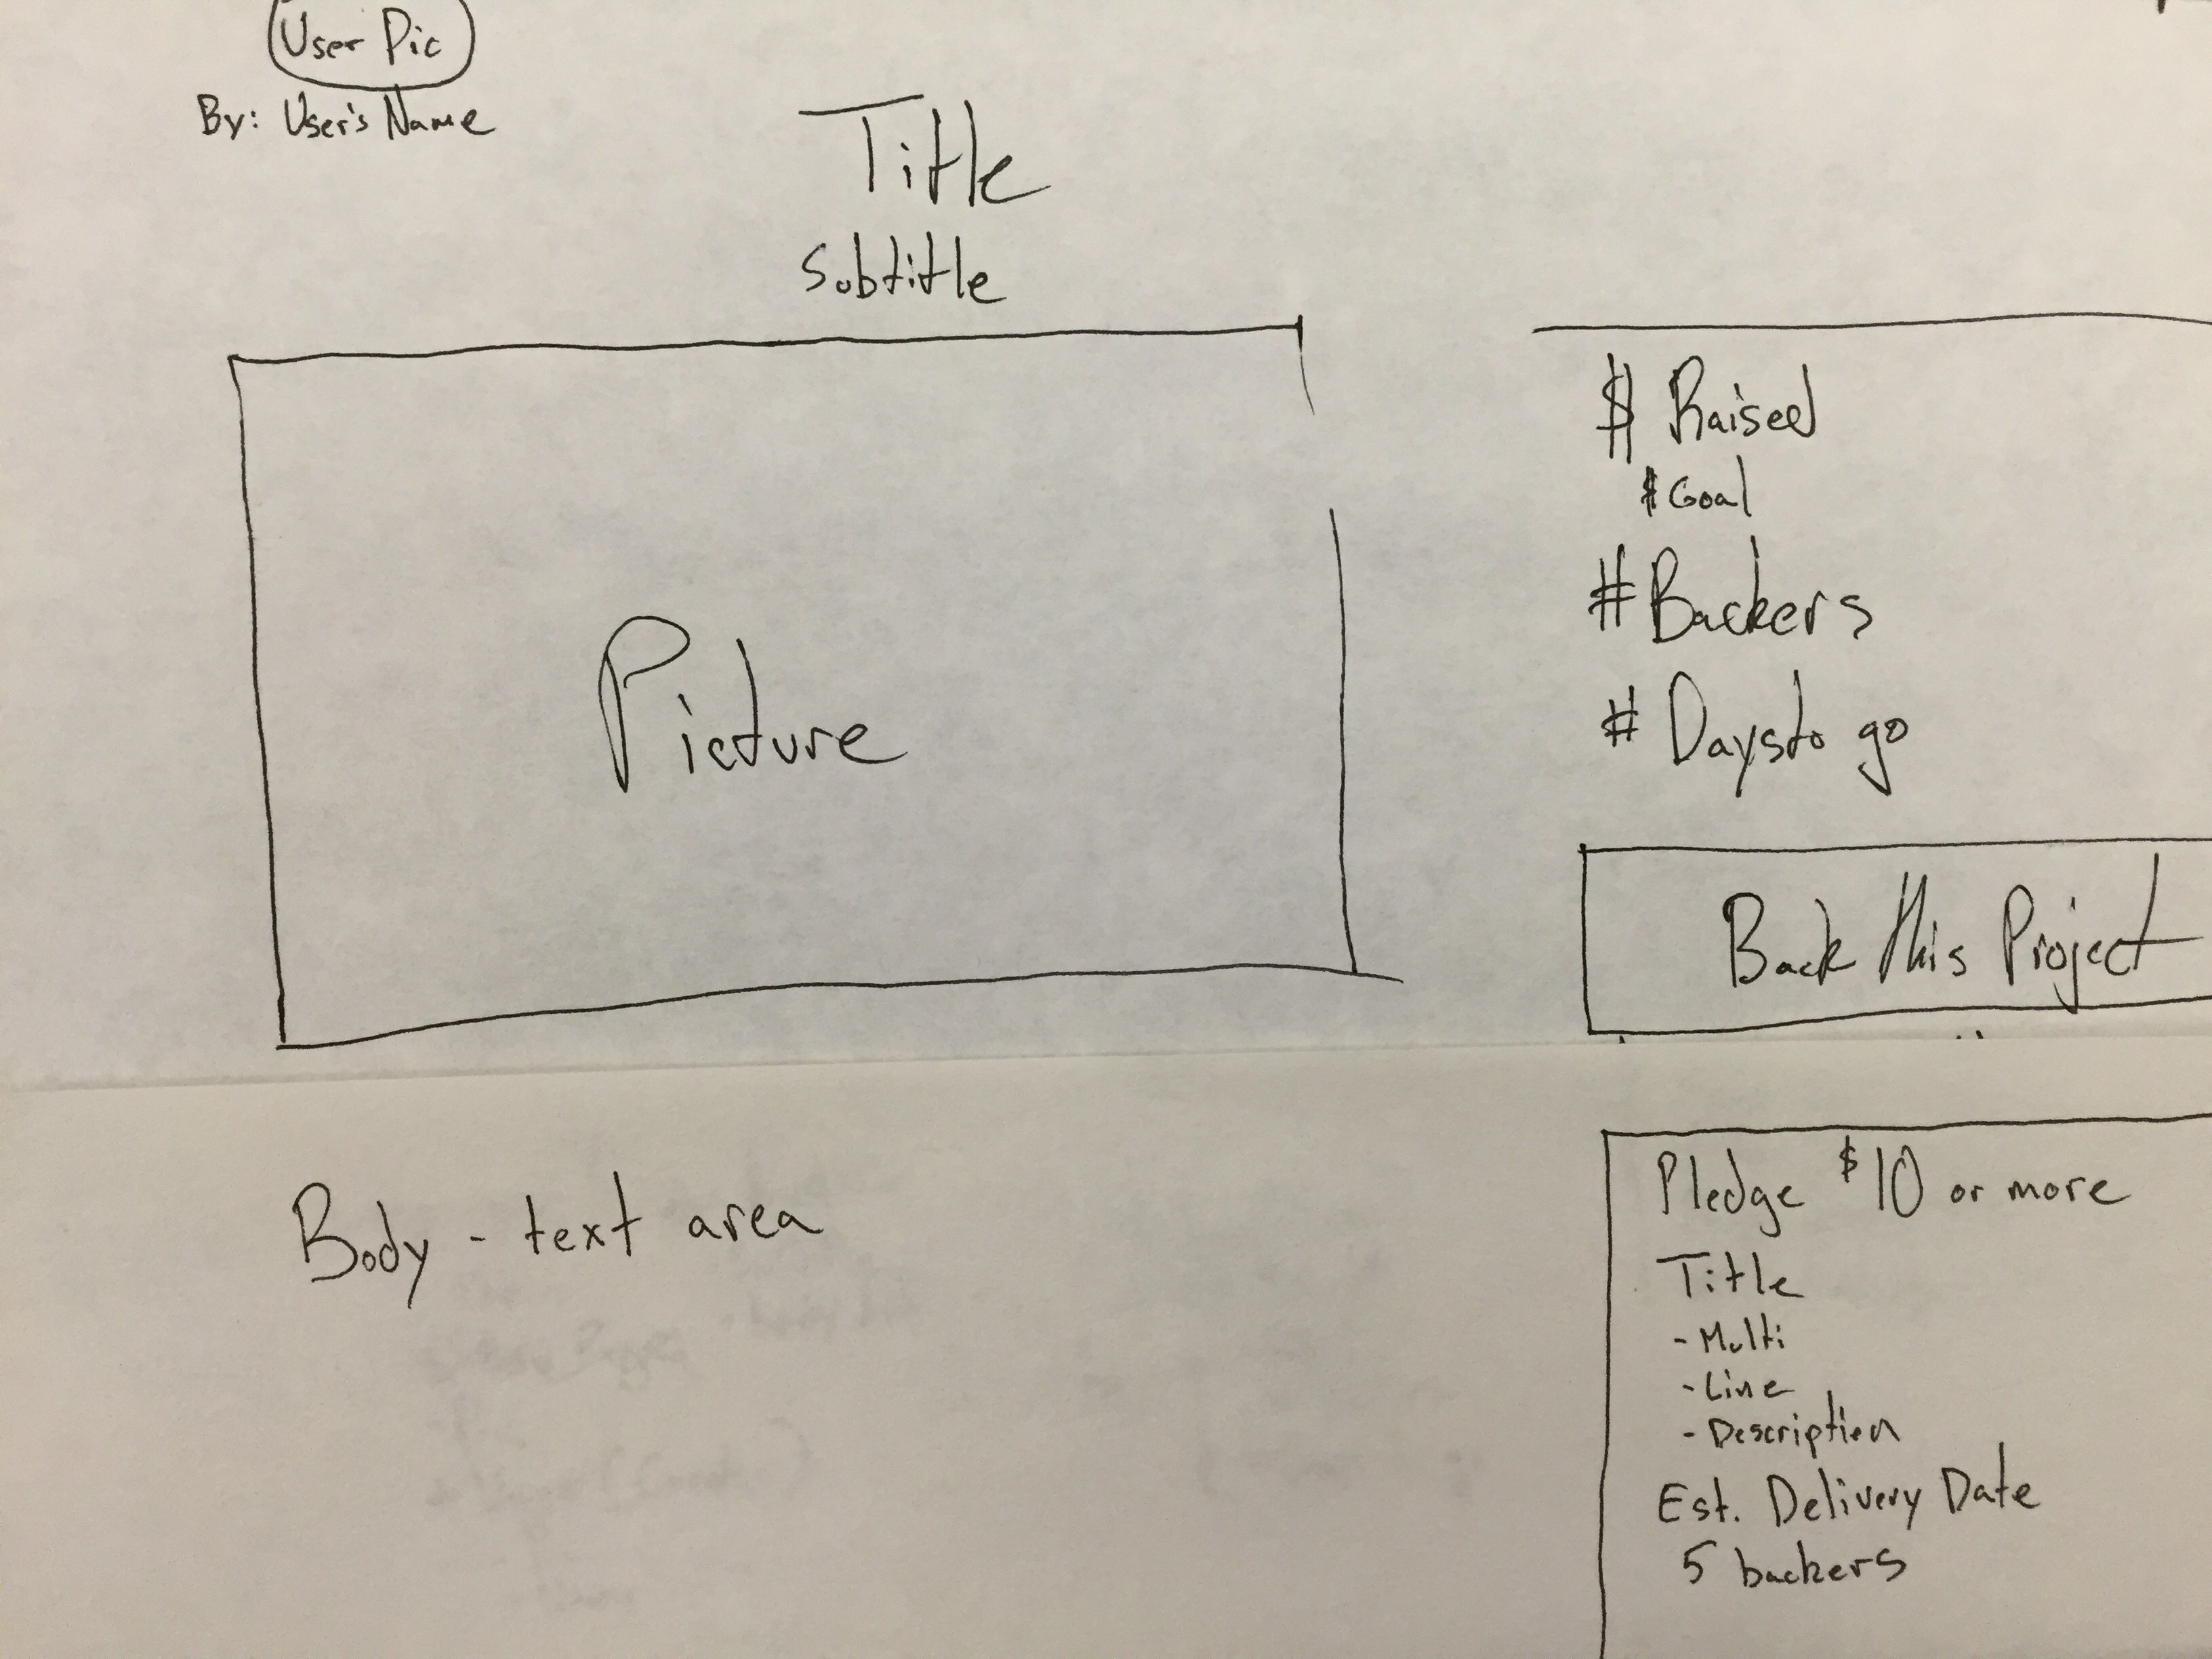 User Pic
By: User's Name
Title
Subtitle
Picture
$ Raised
$ Goal
# Backers
# Days to go
Back this Project
Body - text area
Pledge $10 or more
Title
- Multi
- Line
- Description
Est. Delivery Date
5 backers